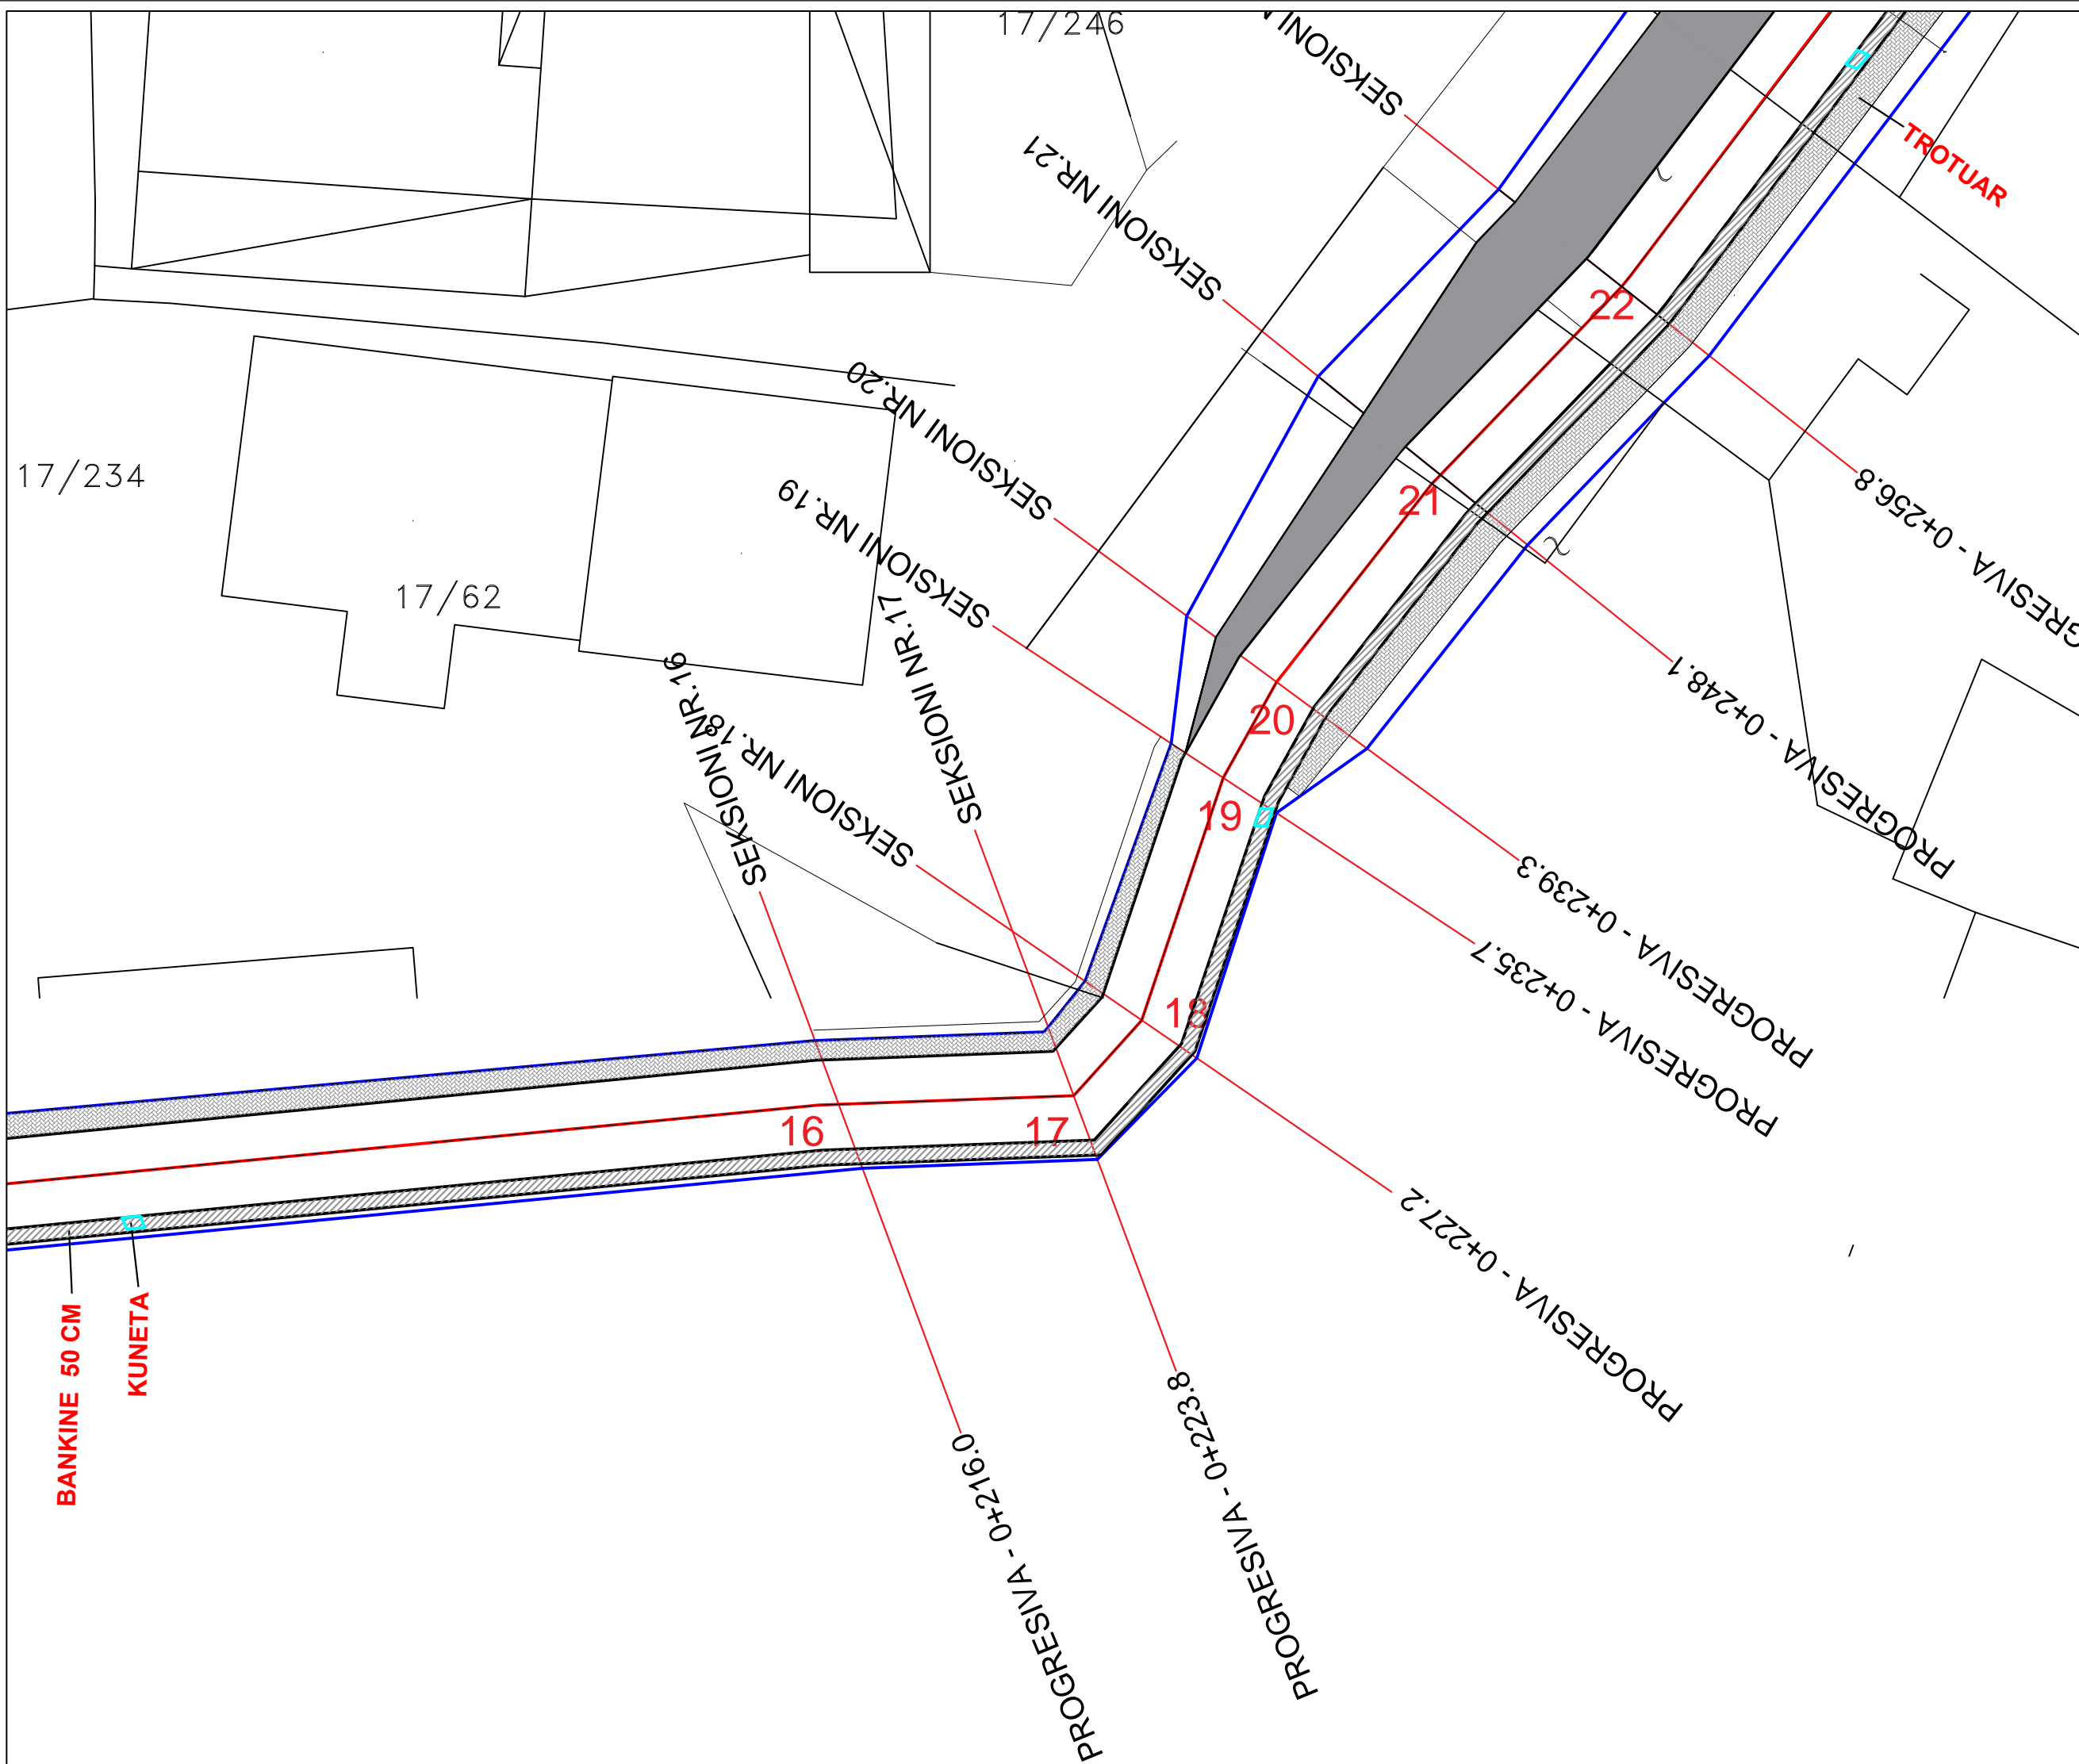 17/246
SEKSIONI
TROTUAR
SEKSIONI NR.21
22
SEKSIONI NR.20
17/234
SEKSIONI NR.19
21
17/62
SEKSIONI NR.17
SEKSIONI NR.16
SEKSIONI NR.18
20
19
18
16
17
PROGRESIVA - 0+248.1
PROGRESIVA - 0+239.3
PROGRESIVA - 0+235.7
PROGRESIVA - 0+227.2
PROGRESIVA - 0+223.8
PROGRESIVA - 0+216.0
GRESIVA - 0+256.8
BANKINE 50 CM
KUNETA